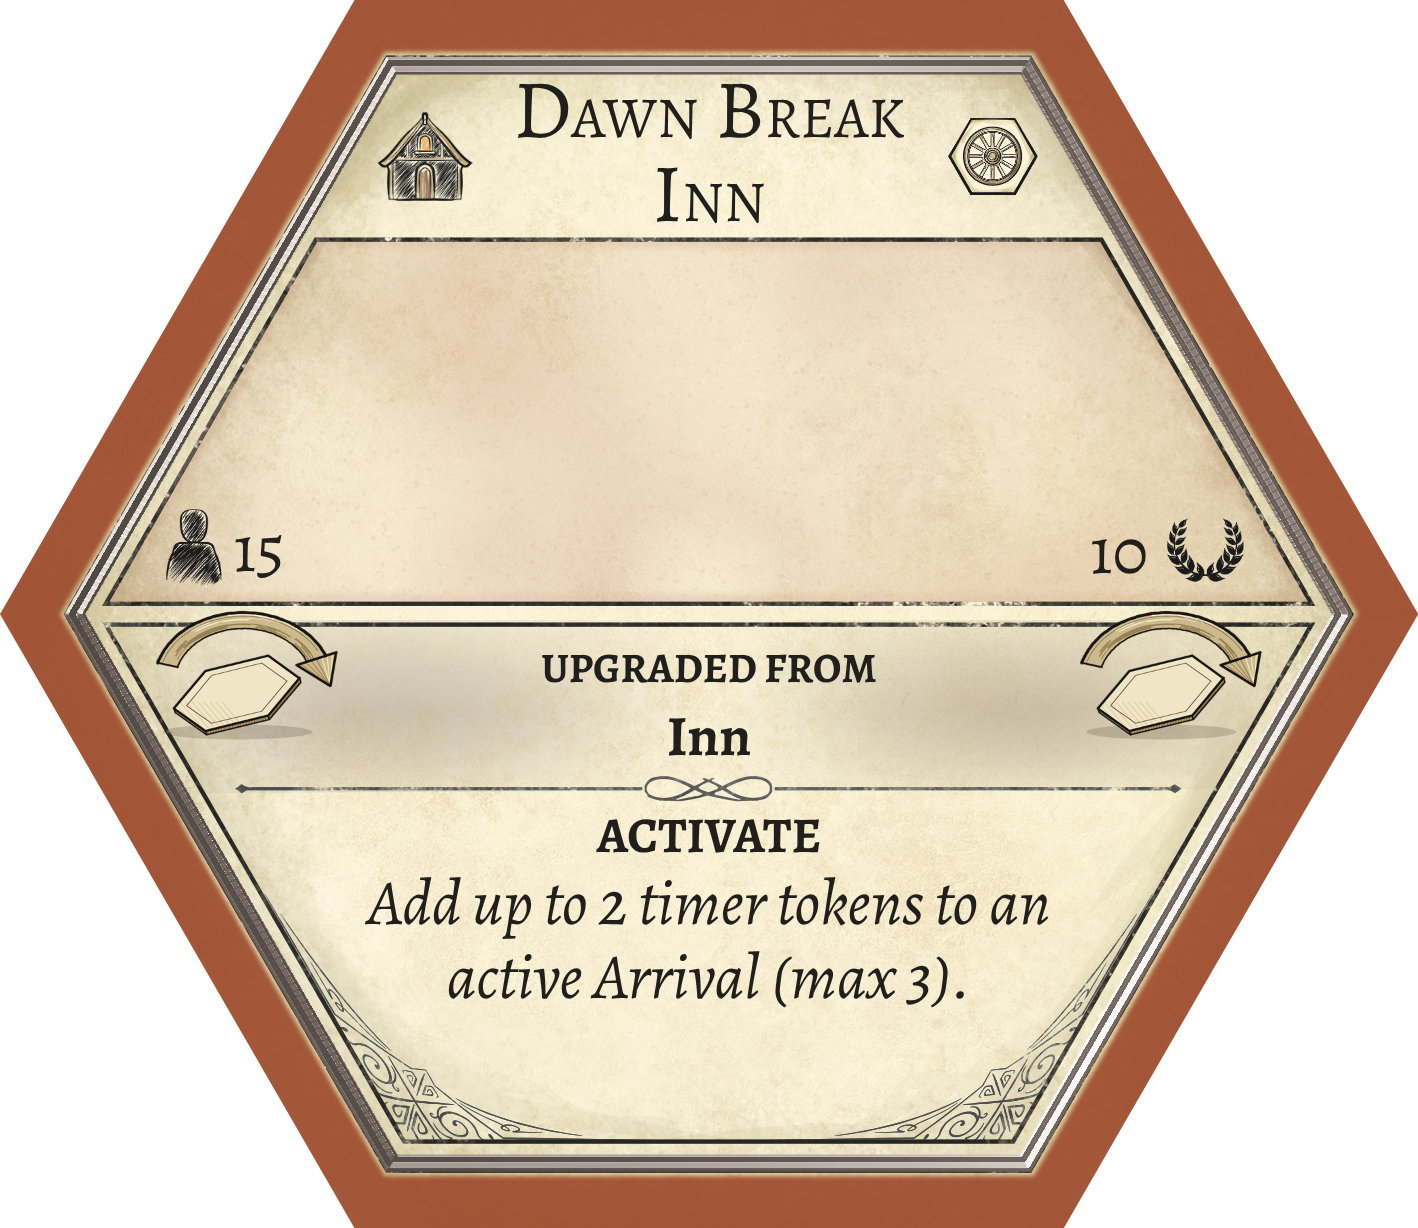 Dawn Break
Inn
15
10
UPGRADED FROM
Inn
ACTIVATE
Add up to 2 timer tokens to an
active Arrival (max 3).